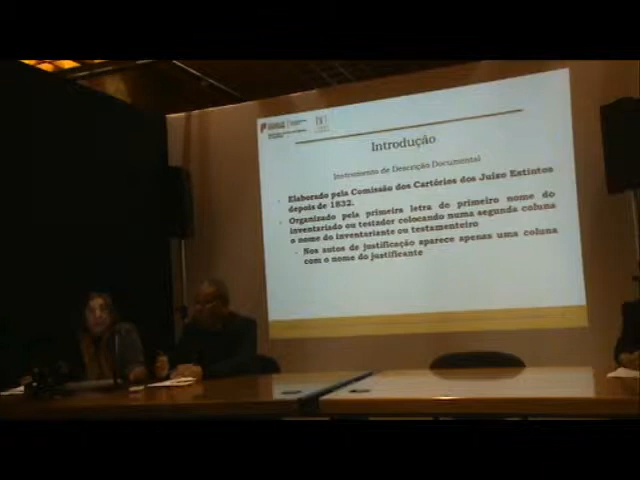 Introdução
Instrumento de Descrição Documental
Elaborado pela Comissão dos Cartórios dos Juízo Extintos
depois de 1832.
Organizado pela primeira letra do primeiro nome do
inventariado ou testador colocando numa segunda coluna
o nome do inventariante ou testamenteiro
Nos autos de justificação aparece apenas uma coluna
com o nome do justificante